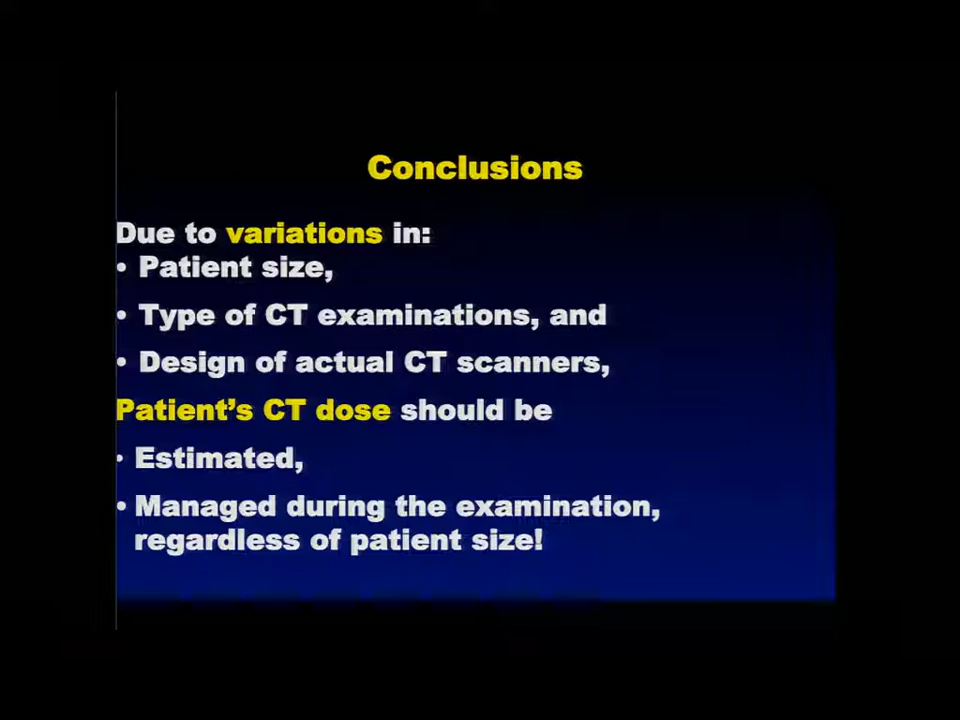 Conclusions
Due to variations in:
• Patient size,
• Type of CT examinations, and
• Design of actual CT scanners,
Patient’s CT dose should be
• Estimated,
• Managed during the examination,
regardless of patient size!